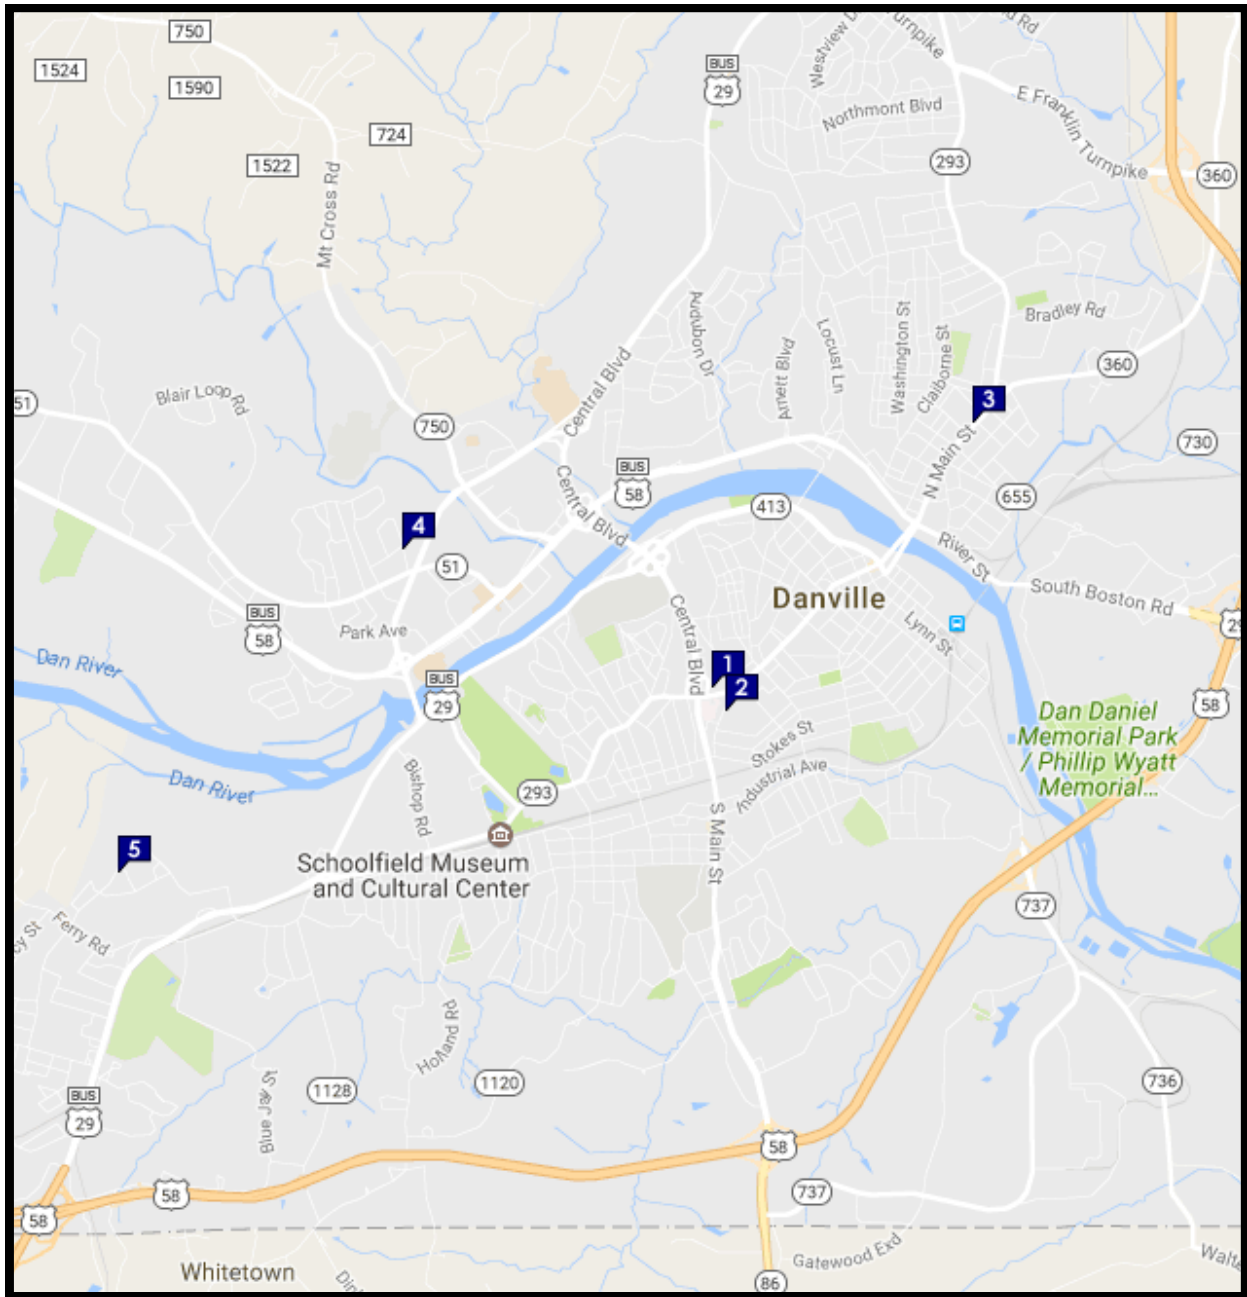 750
1524
1590
724
1522
Mt Cross Rd
BUS
29
Westview D
Turnpike
d Rd
Northmont Blvd
E Franklin Turnpike
293
360
Audubon Dr
Arnett Blvd
Locust Ln
Washington St
Claiborne St
Bradley Rd
360
Central Blvd
51
Blair Loop Rd
750
3
N Main St
730
BUS
58
Central Blvd
413
655
4
51
River St
South Boston Rd
Danville
Lynn St
29
BUS
58
Park Ave
Central Blvd
Dan River
BUS
29
1
2
58
Dan Daniel
Memorial Park
/ Phillip Wyatt
Memorial...
Stokes St
Industrial Ave
Dan River
Bishop Rd
293
S Main St
5
Schoolfield Museum
and Cultural Center
737
Ferry Rd
cy St
Holland Rd
1128
1120
736
BUS
29
Blue Jay St
58
58
737
58
Gatewood Exd
Walte
Whitetown
86